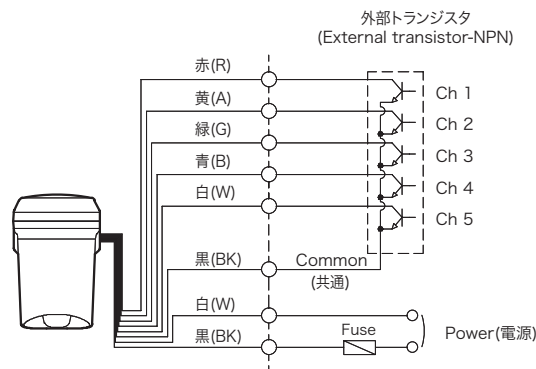 外部トランジスタ
(External transistor-NPN)
赤(R)
Ch 1
黄(A)
Ch 2
緑(G)
Ch 3
青(B)
Ch 4
白(W)
Ch 5
黒(BK)
Common
(共通)
白(W)
黒(BK)
Fuse
Power(電源)